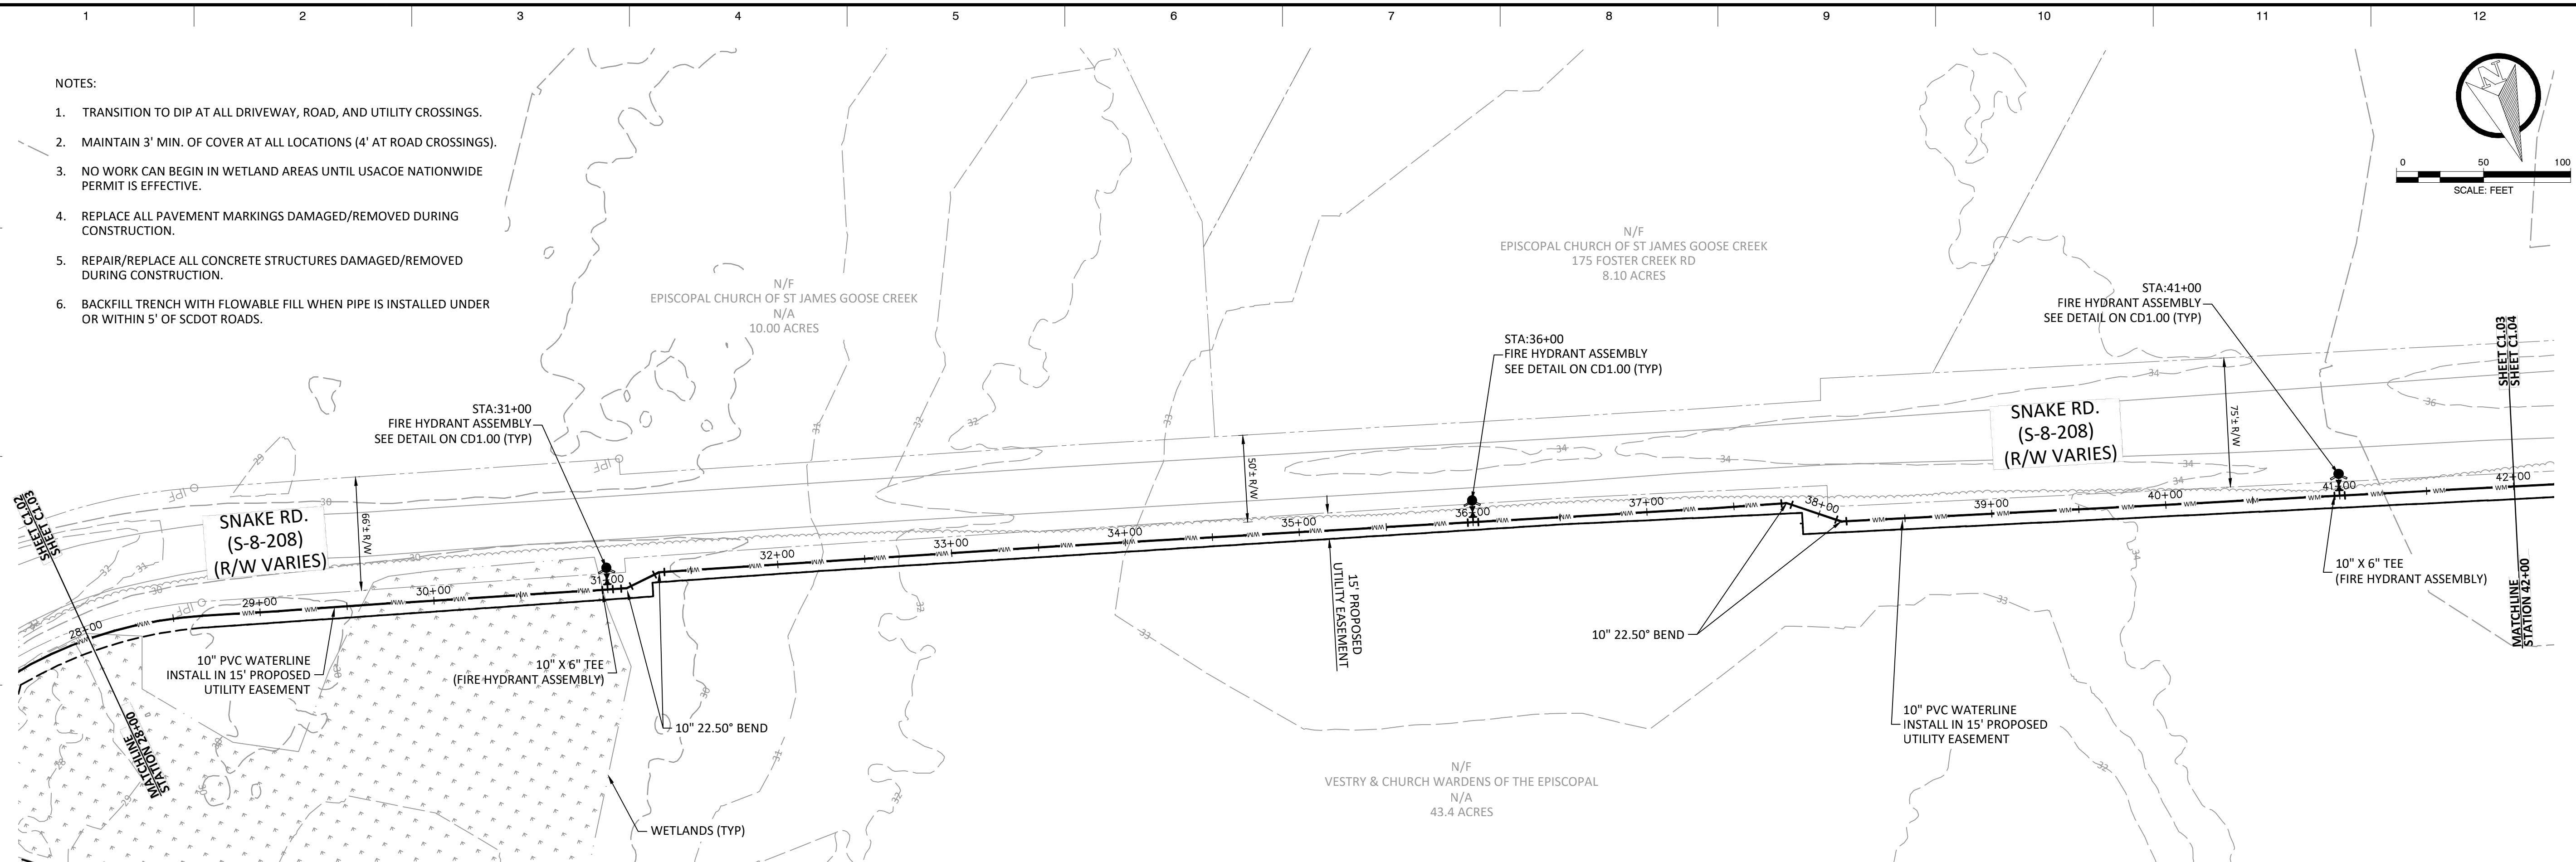 1 2 3 4 5 6 7 8 9 10 11 12
NOTES:
1. TRANSITION TO DIP AT ALL DRIVEWAY, ROAD, AND UTILITY CROSSINGS.
2. MAINTAIN 3' MIN. OF COVER AT ALL LOCATIONS (4' AT ROAD CROSSINGS).
3. NO WORK CAN BEGIN IN WETLAND AREAS UNTIL USACOE NATIONWIDE
PERMIT IS EFFECTIVE.
4. REPLACE ALL PAVEMENT MARKINGS DAMAGED/REMOVED DURING
CONSTRUCTION.
5. REPAIR/REPLACE ALL CONCRETE STRUCTURES DAMAGED/REMOVED
DURING CONSTRUCTION.
6. BACKFILL TRENCH WITH FLOWABLE FILL WHEN PIPE IS INSTALLED UNDER
OR WITHIN 5' OF SCDOT ROADS.
N
0 50 100
SCALE: FEET
N/F
EPISCOPAL CHURCH OF ST JAMES GOOSE CREEK
N/A
10.00 ACRES
N/F
EPISCOPAL CHURCH OF ST JAMES GOOSE CREEK
175 FOSTER CREEK RD
8.10 ACRES
STA:31+00
FIRE HYDRANT ASSEMBLY
SEE DETAIL ON CD1.00 (TYP)
STA:36+00
FIRE HYDRANT ASSEMBLY
SEE DETAIL ON CD1.00 (TYP)
STA:41+00
FIRE HYDRANT ASSEMBLY
SEE DETAIL ON CD1.00 (TYP)
SHEET C1.02
SHEET C1.03
SHEET C1.03
SHEET C1.04
SNAKE RD.
(S-8-208)
(R/W VARIES)
SNAKE RD.
(S-8-208)
(R/W VARIES)
66'± R/W
50'± R/W
75'± R/W
IPF
IPF
IPF
28+00
29+00
30+00
31+00
32+00
33+00
34+00
35+00
36+00
37+00
38+00
39+00
40+00
41+00
42+00
10" PVC WATERLINE
INSTALL IN 15' PROPOSED
UTILITY EASEMENT
10" X 6" TEE
(FIRE HYDRANT ASSEMBLY)
10" 22.50° BEND
15' PROPOSED
UTILITY EASEMENT
10" 22.50° BEND
10" PVC WATERLINE
INSTALL IN 15' PROPOSED
UTILITY EASEMENT
10" X 6" TEE
(FIRE HYDRANT ASSEMBLY)
MATCHLINE
STATION 28+00
MATCHLINE
STATION 42+00
WETLANDS (TYP)
N/F
VESTRY & CHURCH WARDENS OF THE EPISCOPAL
N/A
43.4 ACRES